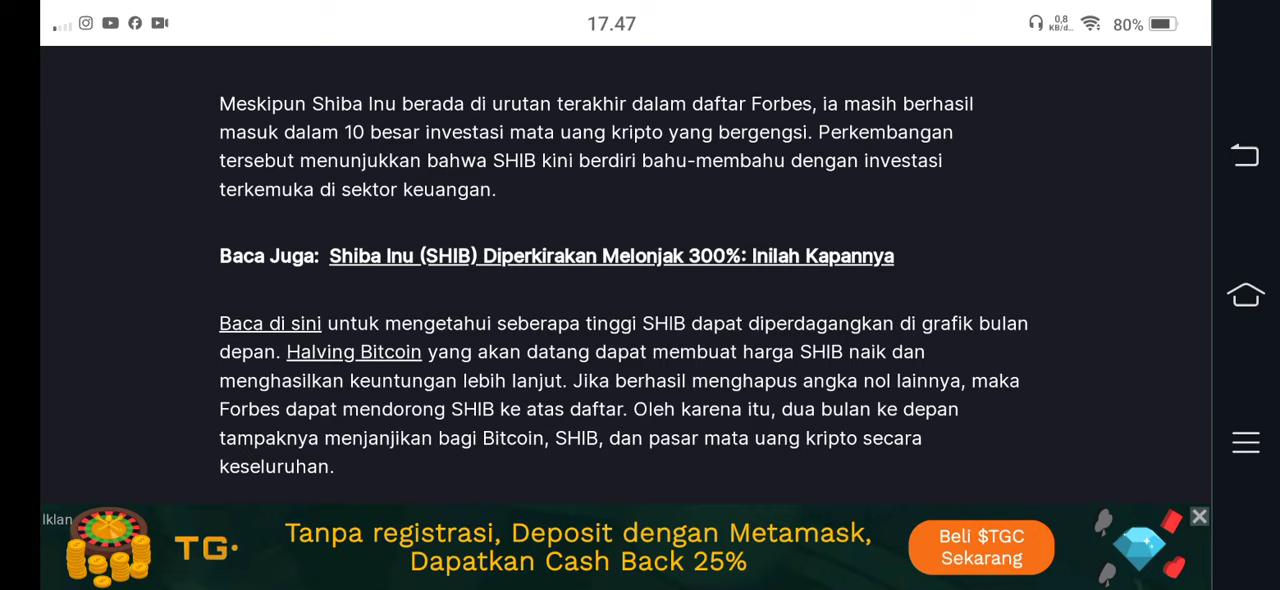 17.47
0,8
KB/d...
80%
Meskipun Shiba Inu berada di urutan terakhir dalam daftar Forbes, ia masih berhasil
masuk dalam 10 besar investasi mata uang kripto yang bergengsi. Perkembangan
tersebut menunjukkan bahwa SHIB kini berdiri bahu-membahu dengan investasi
terkemuka di sektor keuangan.
Baca Juga: Shiba Inu (SHIB) Diperkirakan Melonjak 300%: Inilah Kapannya
Baca di sini untuk mengetahui seberapa tinggi SHIB dapat diperdagangkan di grafik bulan
depan. Halving Bitcoin yang akan datang dapat membuat harga SHIB naik dan
menghasilkan keuntungan lebih lanjut. Jika berhasil menghapus angka nol lainnya, maka
Forbes dapat mendorong SHIB ke atas daftar. Oleh karena itu, dua bulan ke depan
tampaknya menjanjikan bagi Bitcoin, SHIB, dan pasar mata uang kripto secara
keseluruhan.
Iklan
TG.
Tanpa registrasi, Deposit dengan Metamask,
Dapatkan Cash Back 25%
Beli $TGC
Sekarang